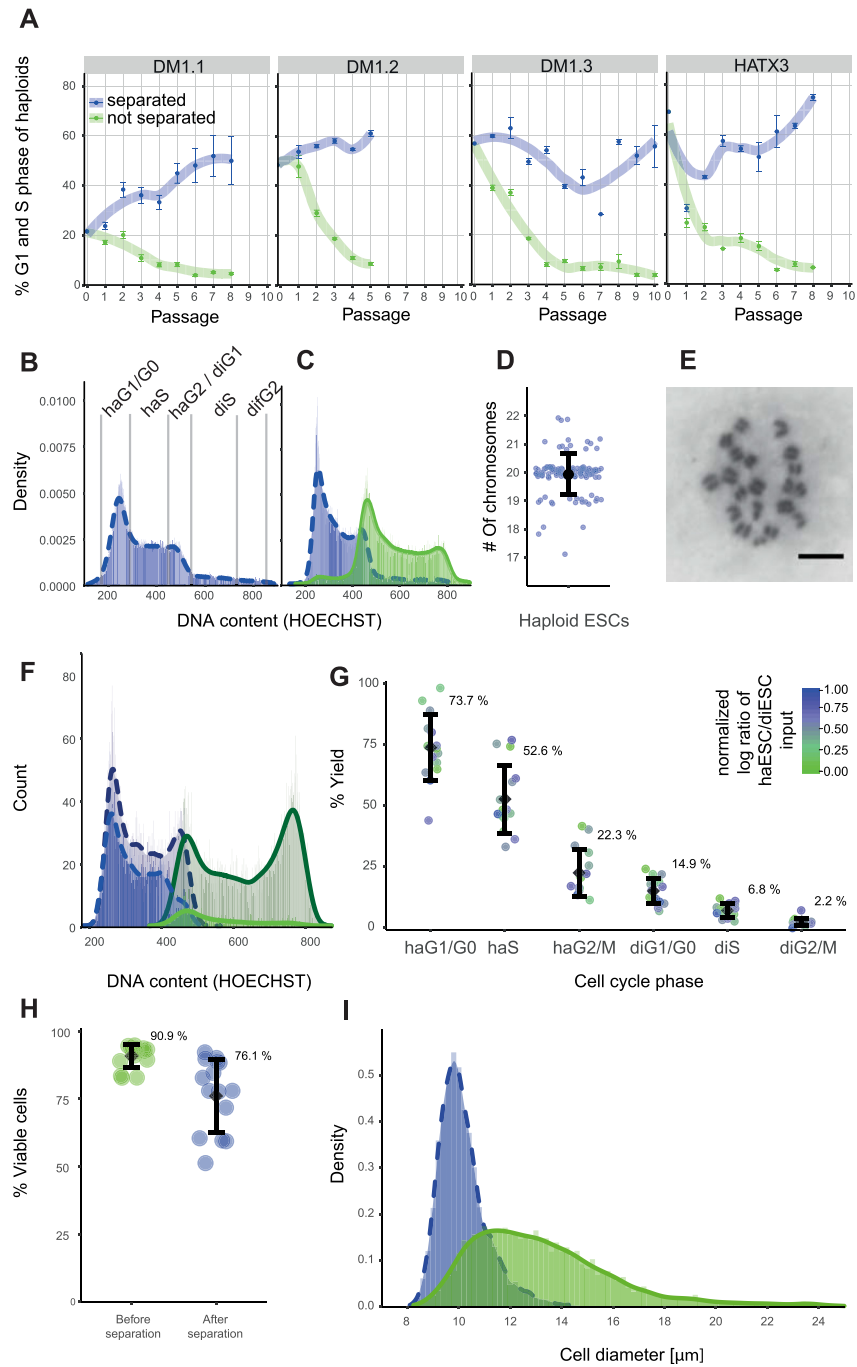 A
DM1.1 DM1.2 DM1.3 HATX3
% G1 and S phase of haploids
80
60
40
20
0
separated
not separated
0 1 2 3 4 5 6 7 8 9 10
0 1 2 3 4 5 6 7 8 9 10
0 1 2 3 4 5 6 7 8 9 10
0 1 2 3 4 5 6 7 8 9 10
Passage Passage Passage Passage
B
haG1/G0 haS haG2 / diG1 diS difG2
Density
0.0100
0.0075
0.0050
0.0025
0.0000
200 400 600 800
C
200 400 600 800
DNA content (HOECHST)
D
# Of chromosomes
22
21
20
19
18
17
Haploid ESCs
E
F
Count
80
60
40
20
0
200 400 600 800
DNA content (HOECHST)
G
% Yield
100
75
50
25
0
73.7 %
52.6 %
22.3 %
14.9 %
6.8 %
2.2 %
haG1/G0 haS haG2/M diG1/G0 diS diG2/M
Cell cycle phase
normalized
log ratio of
haESC/diESC
input
1.00
0.75
0.50
0.25
0.00
H
% Viable cells
100
75
50
25
0
90.9 %
76.1 %
Before
separation
After
separation
I
Density
0.5
0.4
0.3
0.2
0.1
0.0
8 10 12 14 16 18 20 22 24
Cell diameter [μm]